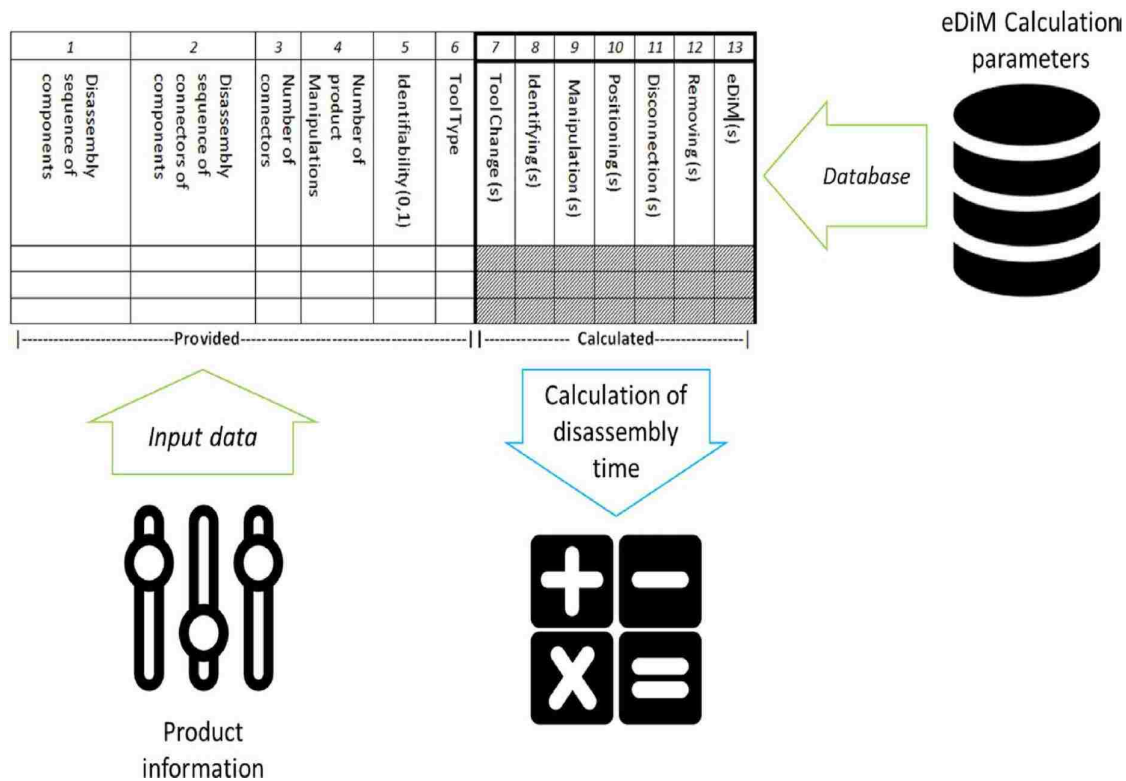 eDiM Calculation
parameters
1 2 3 4 5 6 7 8 9 10 11 12 13
Disassembly
sequence of
components
Disassembly
sequence of
connectors of
components
Number of
connectors
Number of
product
Manipulations
Identifiability (0,1)
Tool Type
Tool Change (s)
Identifying (s)
Manipulation (s)
Positioning (s)
Disconnection (s)
Removing (s)
eDiM (s)
Database
|---Provided---||--- Calculated---|
Input data
Calculation of
disassembly
time
Product
information